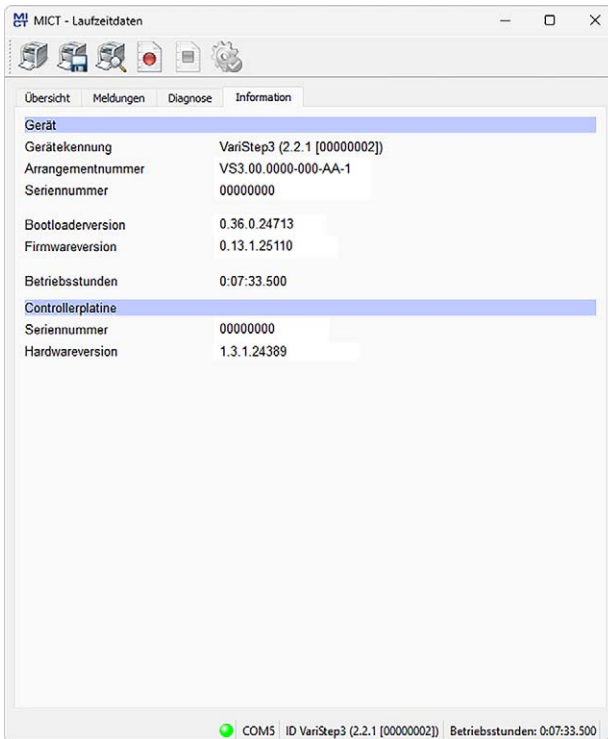 MICT MICT - Laufzeitdaten
Übersicht Meldungen Diagnose Information
Gerät
Gerätekennung VariStep3 (2.2.1 [00000002])
Arrangementnummer VS3.00.0000-000-AA-1
Seriennummer 00000000
Bootloaderversion 0.36.0.24713
Firmwareversion 0.13.1.25110
Betriebsstunden 0:07:33.500
Controllerplatine
Seriennummer 00000000
Hardwareversion 1.3.1.24389
COM5 ID VariStep3 (2.2.1 [00000002]) Betriebsstunden: 0:07:33.500